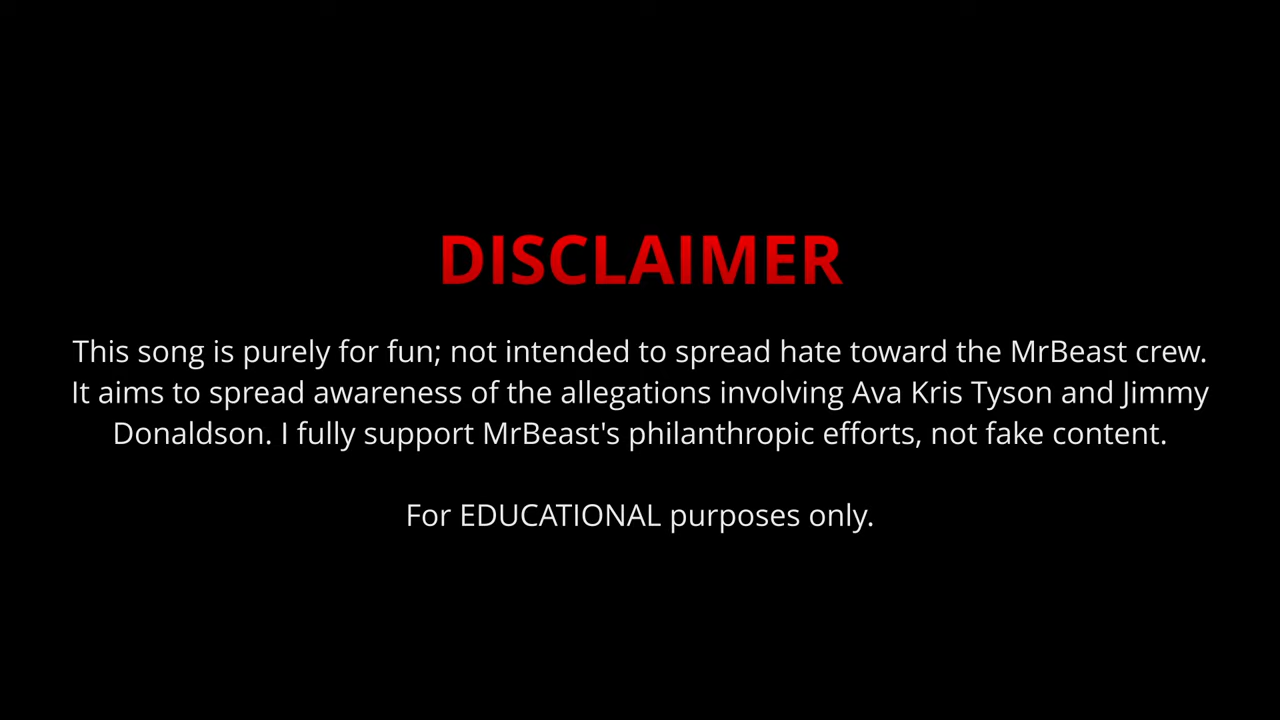 DISCLAIMER
This song is purely for fun; not intended to spread hate toward the MrBeast crew.
It aims to spread awareness of the allegations involving Ava Kris Tyson and Jimmy
Donaldson. I fully support MrBeast's philanthropic efforts, not fake content.
For EDUCATIONAL purposes only.